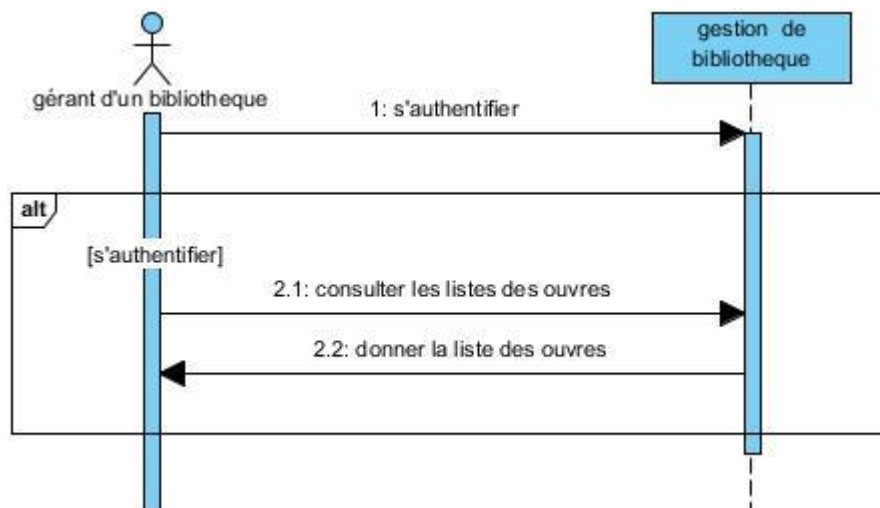 gestion de
bibliotheque
gérant d'un bibliotheque
1: s'authentifier
alt
[s'authentifier]
2.1: consulter les listes des ouvres
2.2: donner la liste des ouvres